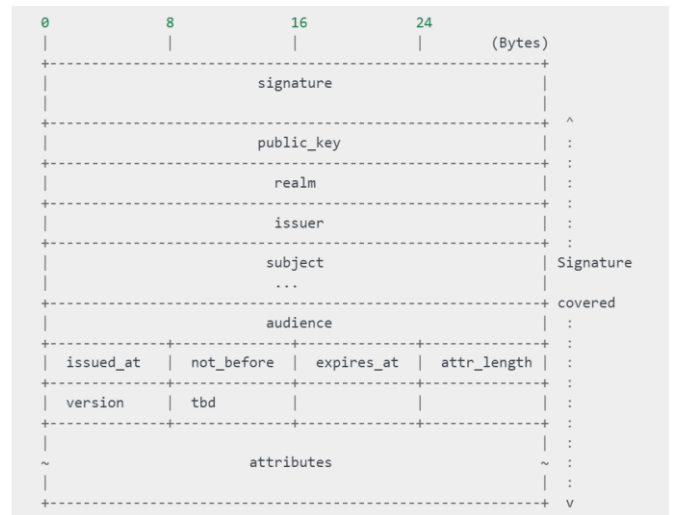 0 8 16 24
| | | | (Bytes)
+---------------+---------------+---------------+---------------+
| signature |
| |
+---------------------------------------------------------------+ ^
| public_key | :
+---------------------------------------------------------------+ :
| realm | :
+---------------------------------------------------------------+ :
| issuer | :
+---------------------------------------------------------------+ :
| subject | Signature
| ... |
+---------------------------------------------------------------+ covered
| audience | :
+---------------+---------------+---------------+---------------+ :
| issued_at | not_before | expires_at | attr_length | :
+---------------+---------------+---------------+---------------+ :
| version | tbd | | | :
+---------------+---------------+---------------+---------------+ :
| | :
~ attributes ~ :
| | :
+---------------------------------------------------------------+ v